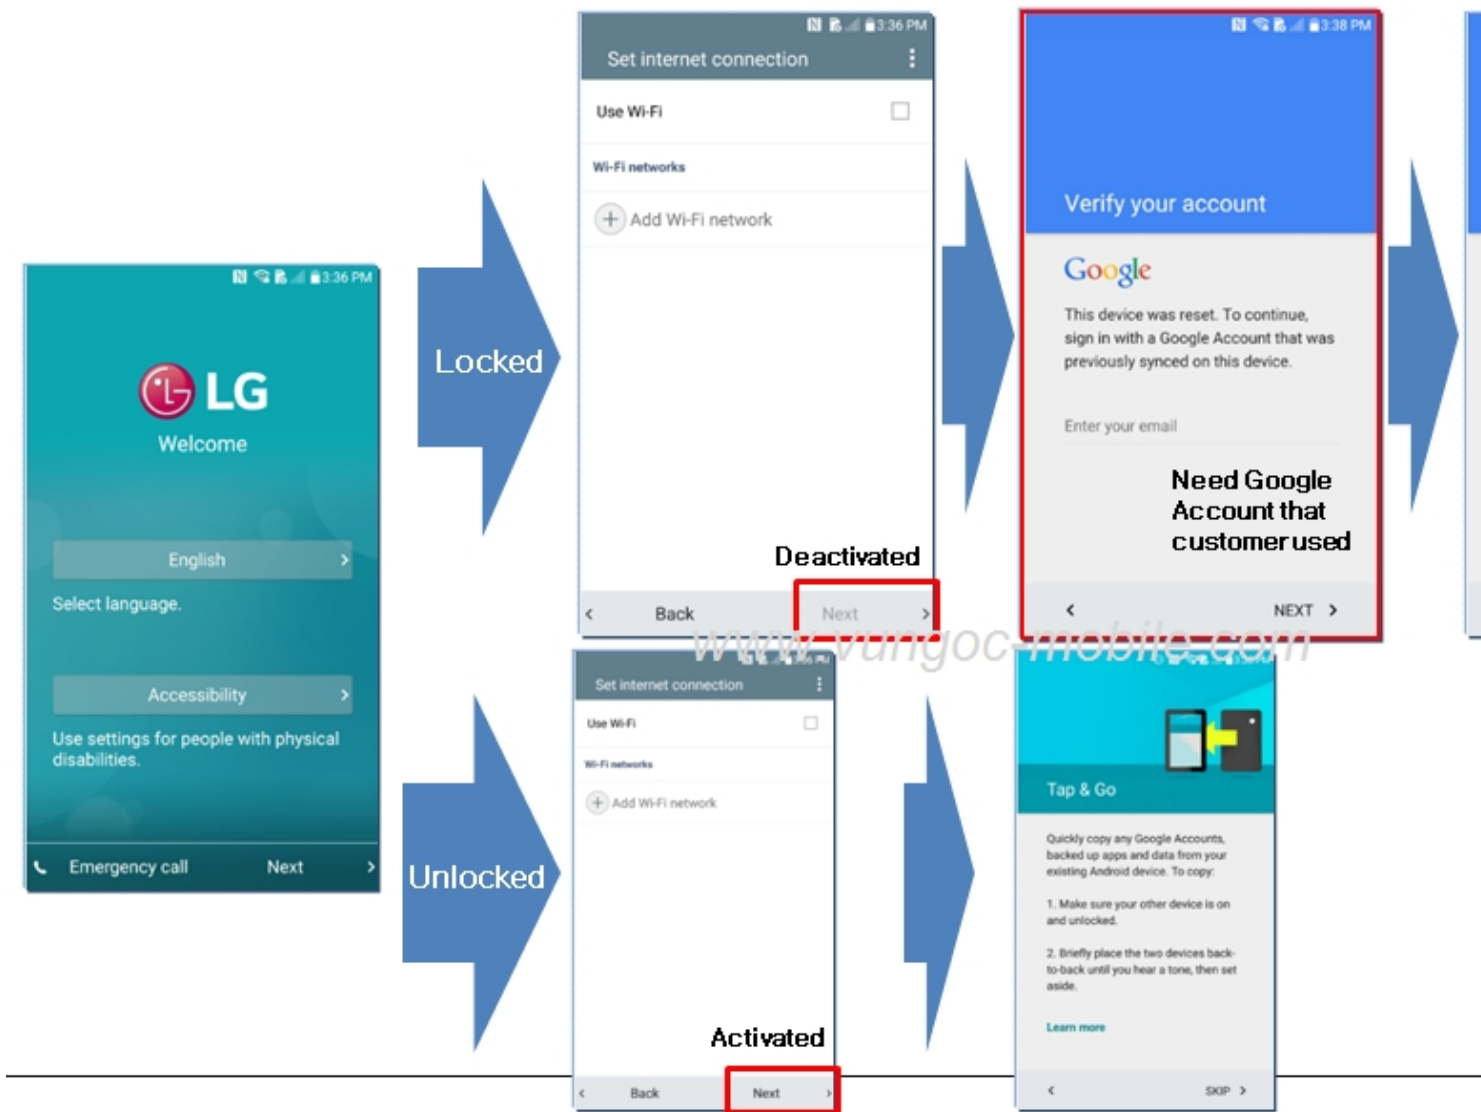 3:36 PM
LG
Welcome
English
Select language.
Accessibility
Use settings for people with physical
disabilities.
Emergency call Next
Locked
3:36 PM
Set internet connection
Use Wi-Fi
Wi-Fi networks
Add Wi-Fi network
Deactivated
Back Next
3:38 PM
Verify your account
Google
This device was reset. To continue,
sign in with a Google Account that was
previously synced on this device.
Enter your email
Need Google
Account that
customer used
NEXT
www.vungoc-mobile.com
Unlocked
Set internet connection
Use Wi-Fi
Wi-Fi networks
Add Wi-Fi network
Activated
Back Next
Tap & Go
Quickly copy any Google Accounts,
backed up apps and data from your
existing Android device. To copy:
1. Make sure your other device is on
and unlocked.
2. Briefly place the two devices back-
to-back until you hear a tone, then set
aside.
Learn more
SKIP